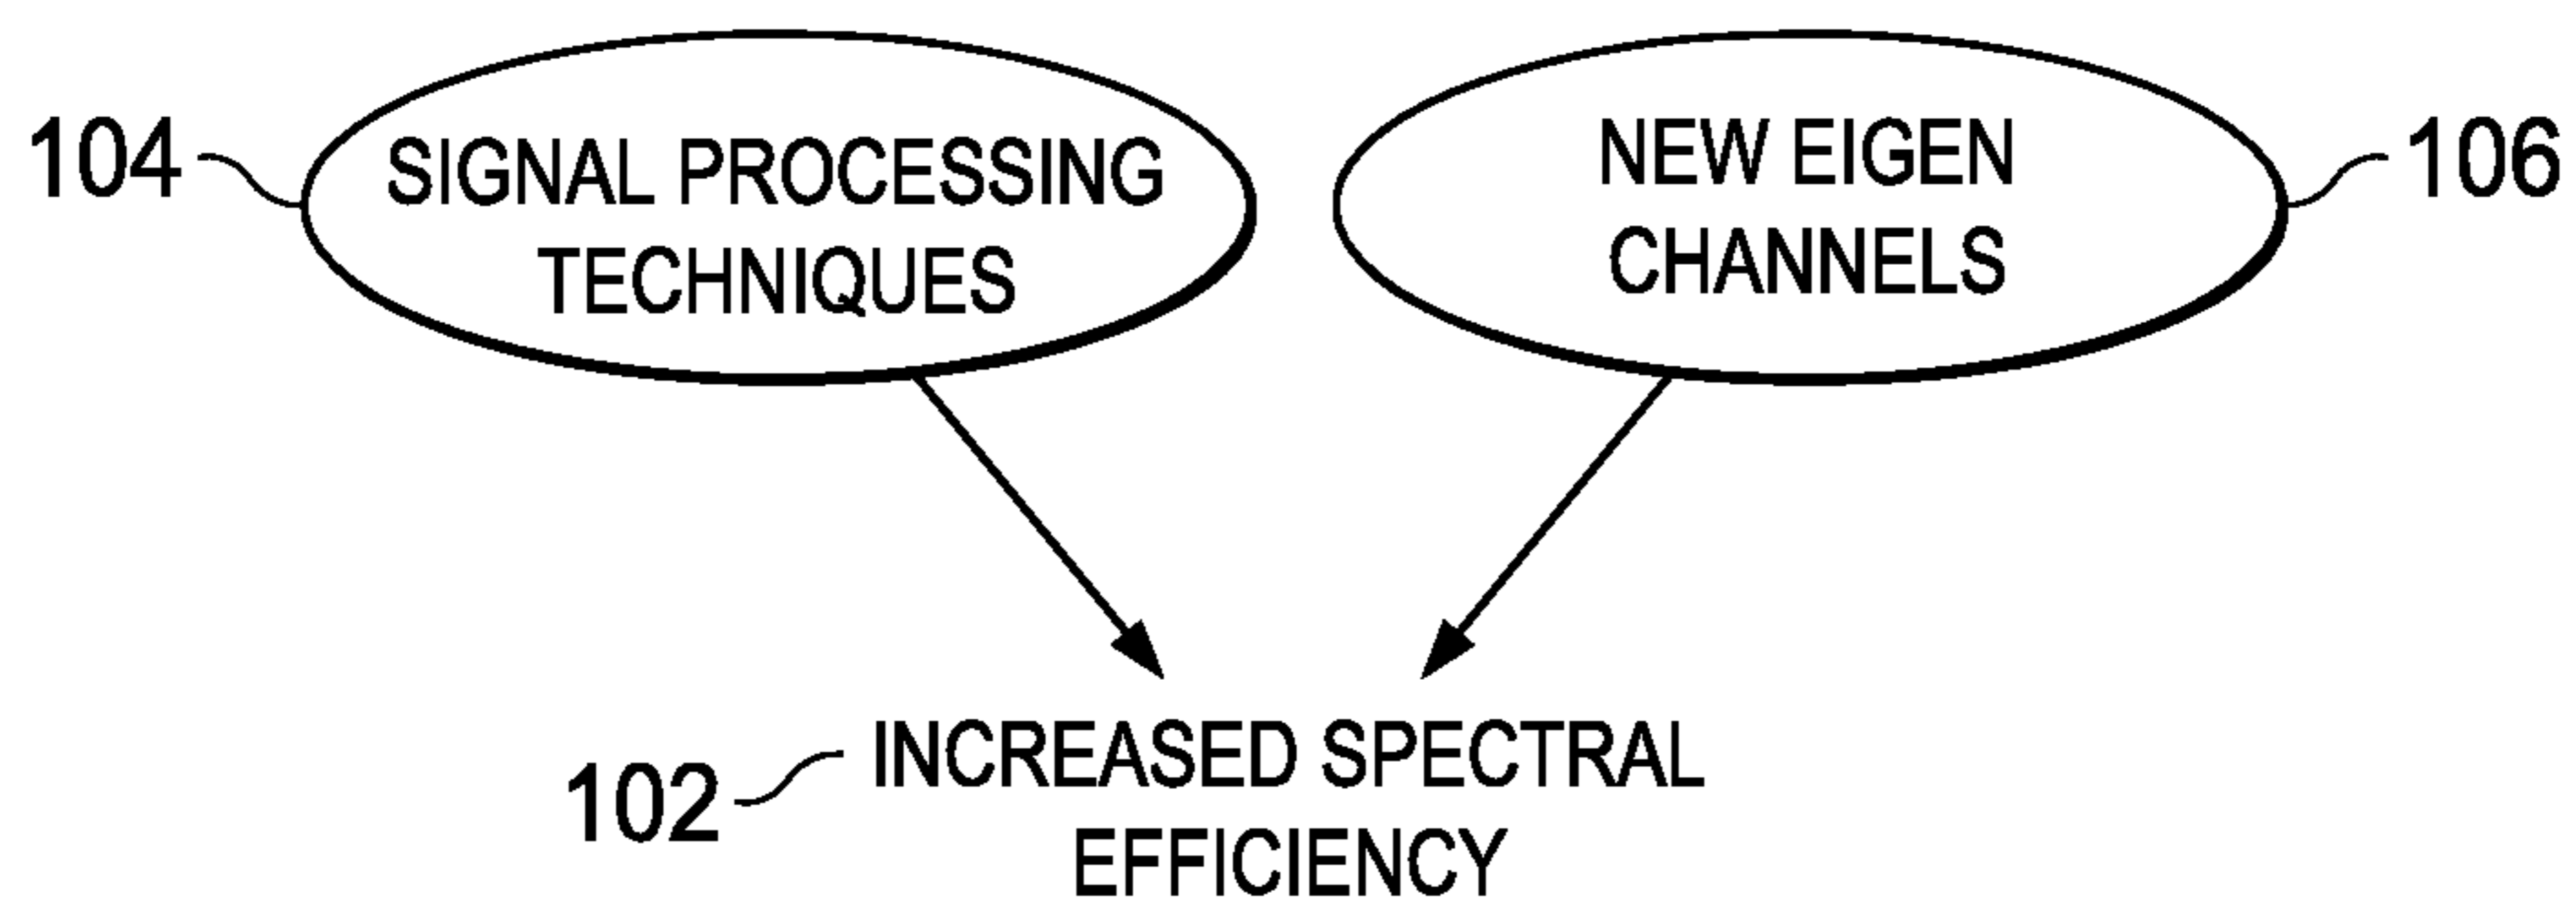 104
SIGNAL PROCESSING
TECHNIQUES
NEW EIGEN
CHANNELS
106
102
INCREASED SPECTRAL
EFFICIENCY